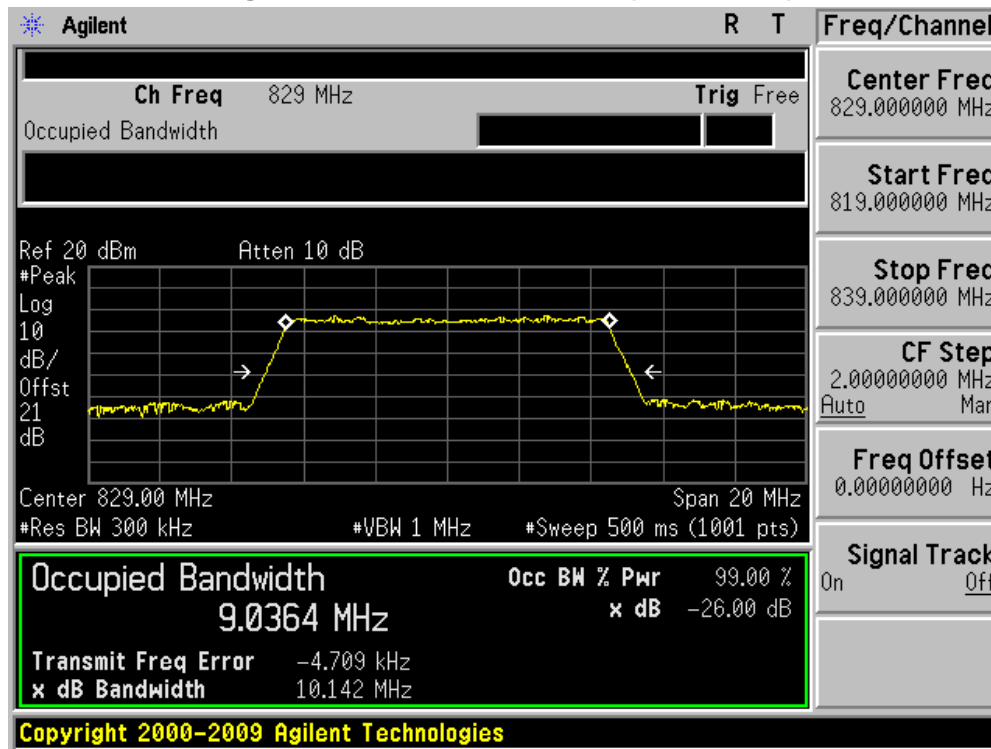 Agilent R T
Ch Freq 829 MHz Trig Free
Occupied Bandwidth
Ref 20 dBm Atten 10 dB
#Peak
Log
10
dB/
Offst
21
dB
Center 829.00 MHz Span 20 MHz
#Res BW 300 kHz #VBW 1 MHz #Sweep 500 ms (1001 pts)
Occupied Bandwidth Occ BW % Pwr 99.00 %
9.0364 MHz x dB -26.00 dB
Transmit Freq Error -4.709 kHz
x dB Bandwidth 10.142 MHz
Copyright 2000-2009 Agilent Technologies
Freq/Channel
Center Freq
829.000000 MHz
Start Freq
819.000000 MHz
Stop Freq
839.000000 MHz
CF Step
2.00000000 MHz
Auto Man
Freq Offset
0.00000000 Hz
Signal Track
On Off